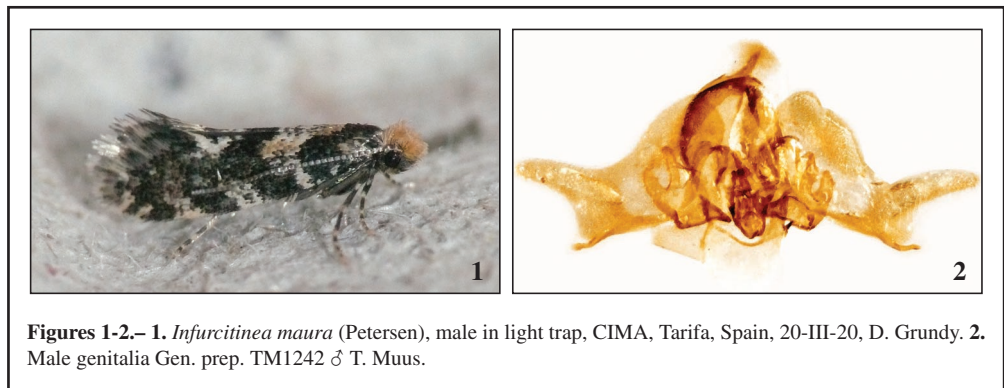 1
2
Figures 1-2.– 1. Infurcitinea maura (Petersen), male in light trap, CIMA, Tarifa, Spain, 20-III-20, D. Grundy. 2.
Male genitalia Gen. prep. TM1242 ♂ T. Muus.